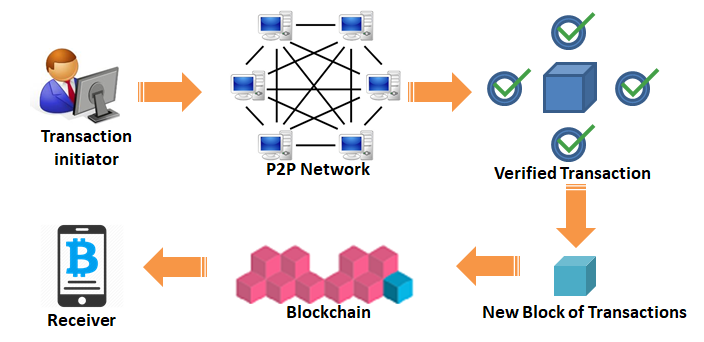 Transaction
initiator
P2P Network
Verified Transaction
New Block of Transactions
Blockchain
Receiver